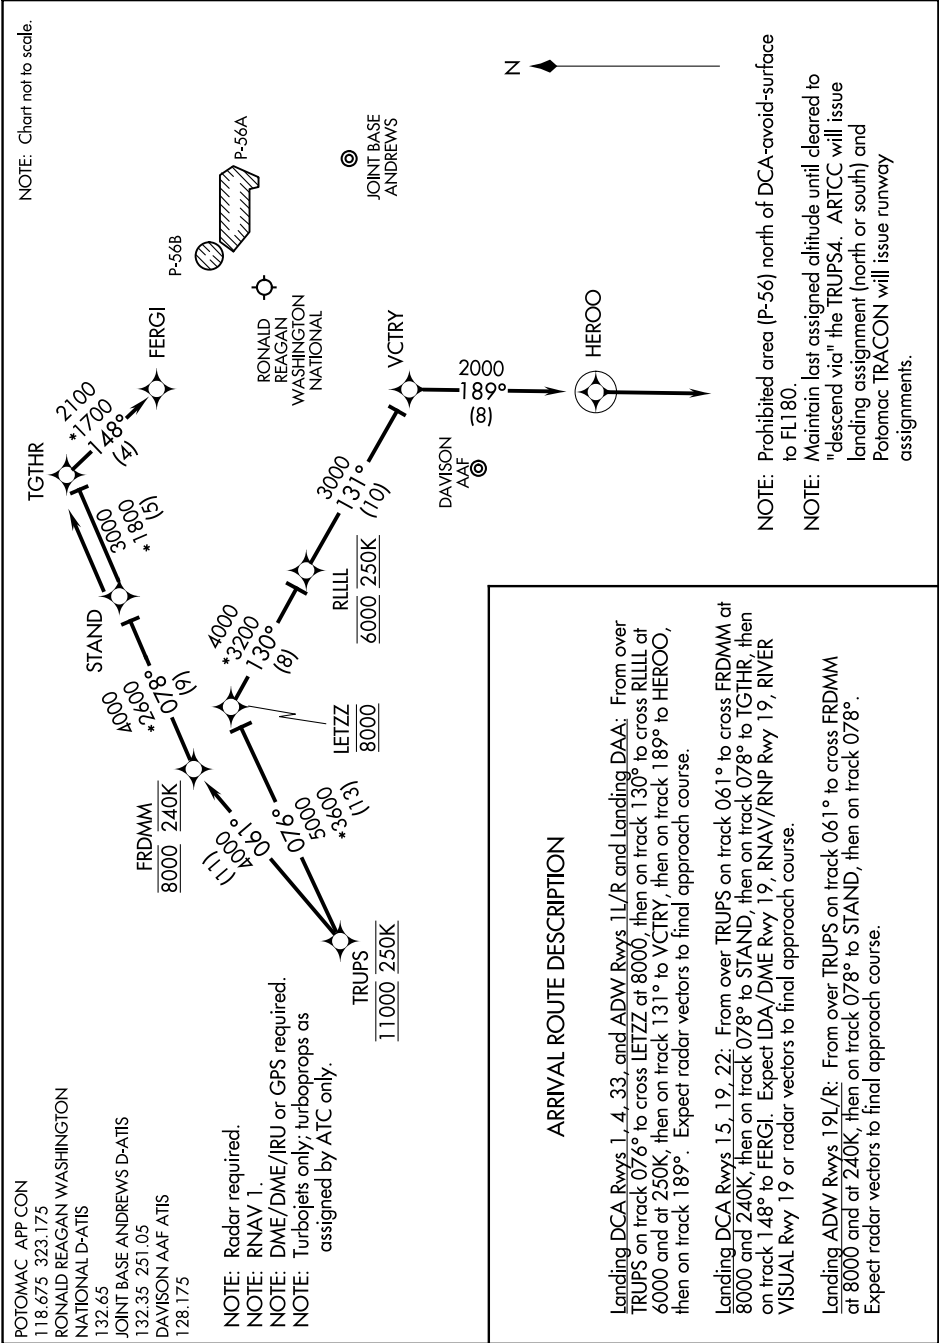 POTOMAC APP CON
118.675 323.175
RONALD REAGAN WASHINGTON
NATIONAL D-ATIS
132.65
JOINT BASE ANDREWS D-ATIS
132.35 251.05
DAVISON AAF ATIS
128.175
NOTE: Chart not to scale.
NOTE: Radar required.
NOTE: RNAV 1.
NOTE: DME/DME/IRU or GPS required.
NOTE: Turbojets only; turboprops as
assigned by ATC only.
TRUPS
11000 250K
(11)
4000
061°
076°
5000
*3600
(13)
FRDMM
8000 240K
4000
*2600
078°
(9)
STAND
3000
*1800
(5)
TGTHR
2100
*1700
148°
(4)
FERGI
LETZZ
8000
4000
*3200
130°
(8)
RLLLL
6000 250K
3000
131°
(10)
VCTRY
2000
189°
(8)
HEROO
DAVISON
AAF
RONALD
REAGAN
WASHINGTON
NATIONAL
P-56B
P-56A
JOINT BASE
ANDREWS
N
NOTE: Prohibited area (P-56) north of DCA-avoid-surface
to FL180.
NOTE: Maintain last assigned altitude until cleared to
"descend via" the TRUPS4. ARTCC will issue
landing assignment (north or south) and
Potomac TRACON will issue runway
assignments.
ARRIVAL ROUTE DESCRIPTION
Landing DCA Rwys 1, 4, 33, and ADW Rwys 1L/R and Landing DAA: From over
TRUPS on track 076° to cross LETZZ at 8000, then on track 130° to cross RLLLL at
6000 and at 250K, then on track 131° to VCTRY, then on track 189° to HEROO,
then on track 189°. Expect radar vectors to final approach course.
Landing DCA Rwys 15, 19, 22: From over TRUPS on track 061° to cross FRDMM at
8000 and 240K, then on track 078° to STAND, then on track 078° to TGTHR, then
on track 148° to FERGI. Expect LDA/DME Rwy 19, RNAV/RNP Rwy 19, RIVER
VISUAL Rwy 19 or radar vectors to final approach course.
Landing ADW Rwys 19L/R: From over TRUPS on track 061° to cross FRDMM
at 8000 and at 240K, then on track 078° to STAND, then on track 078°.
Expect radar vectors to final approach course.